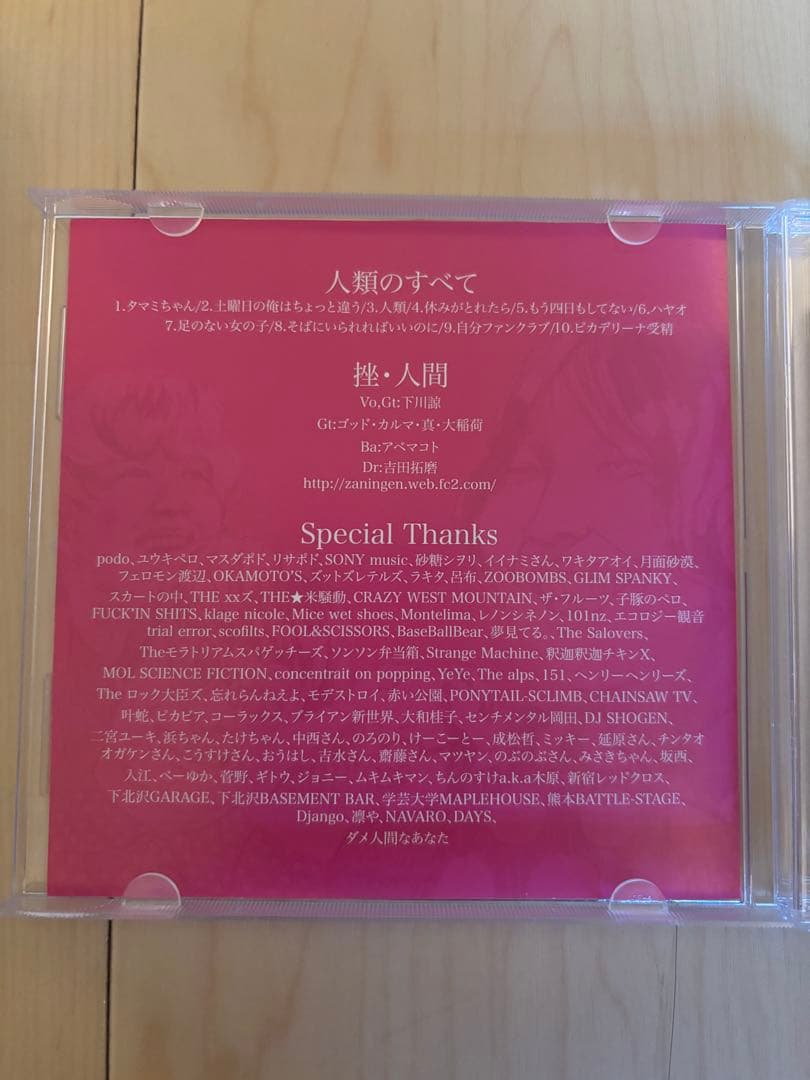 人類のすべて
1.タマミちゃん/2.土曜日の俺はちょっと違う/3.人類/4.休みがとれたら/5.もう四日もしてない/6.ハヤオ
7.足のない女の子/8.そばにいられればいいのに/9.自分ファンクラブ/10.ピカデリーナ受精
挫・人間
Vo,Gt:下川諒
Gt:ゴッド・カルマ・真・大稲荷
Ba:アベマコト
Dr:吉田拓磨
http://zaningen.web.fc2.com/
Special Thanks
podo、ユウキペロ、マスダポド、リサポド、SONY music、砂糖シヲリ、イイナミさん、ワキタアオイ、月面砂漠、
フェロモン渡辺、OKAMOTO'S、ズットズレテルズ、ラキタ、呂布、ZOOBOMBS、GLIM SPANKY、
スカートの中、THE xxズ、THE★米騒動、CRAZY WEST MOUNTAIN、ザ・フルーツ、子豚のペロ、
FUCK'IN SHITS、klage nicole、Mice wet shoes、Montelima、レノンシネノン、101nz、エコロジー観音
trial error、scofilts、FOOL&SCISSORS、BaseBallBear、夢見てる。、The Salovers、
Theモラトリアムスパゲッチーズ、ソンソン弁当箱、Strange Machine、釈迦釈迦チキンX、
MOL SCIENCE FICTION、concentrait on popping、YeYe、The alps、151、ヘンリーヘンリーズ、
The ロック大臣ズ、忘れらんねえよ、モデストロイ、赤い公園、PONYTAIL-SCLIMB、CHAINSAW TV、
叶蛇、ピカピア、コーラックス、ブライアン新世界、大和桂子、センチメンタル岡田、DJ SHOGEN、
二宮ユーキ、浜ちゃん、たけちゃん、中西さん、のろのり、けーこーとー、成松哲、ミッキー、延原さん、チンタオ
オガケンさん、こうすけさん、おうはし、古水さん、齋藤さん、マツヤン、のぶのぶさん、みさきちゃん、坂西、
入江、ペーゆか、菅野、ギトウ、ジョニー、ムキムキマン、ちんのすけa.k.a木原、新宿レッドクロス、
下北沢GARAGE、下北沢BASEMENT BAR、学芸大学MAPLEHOUSE、熊本BATTLE-STAGE、
Django、凛や、NAVARO、DAYS、
ダメ人間なあなた